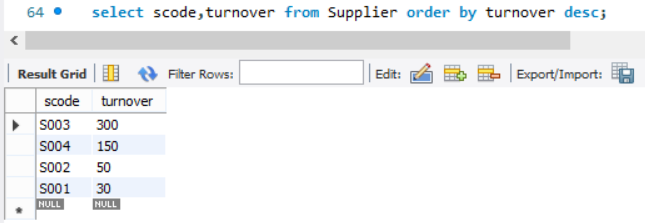 64 select scode,turnover from Supplier order by turnover desc;
Result Grid Filter Rows: Edit: Export/Import:
scode turnover
S003 300
S004 150
S002 50
S001 30
NULL NULL